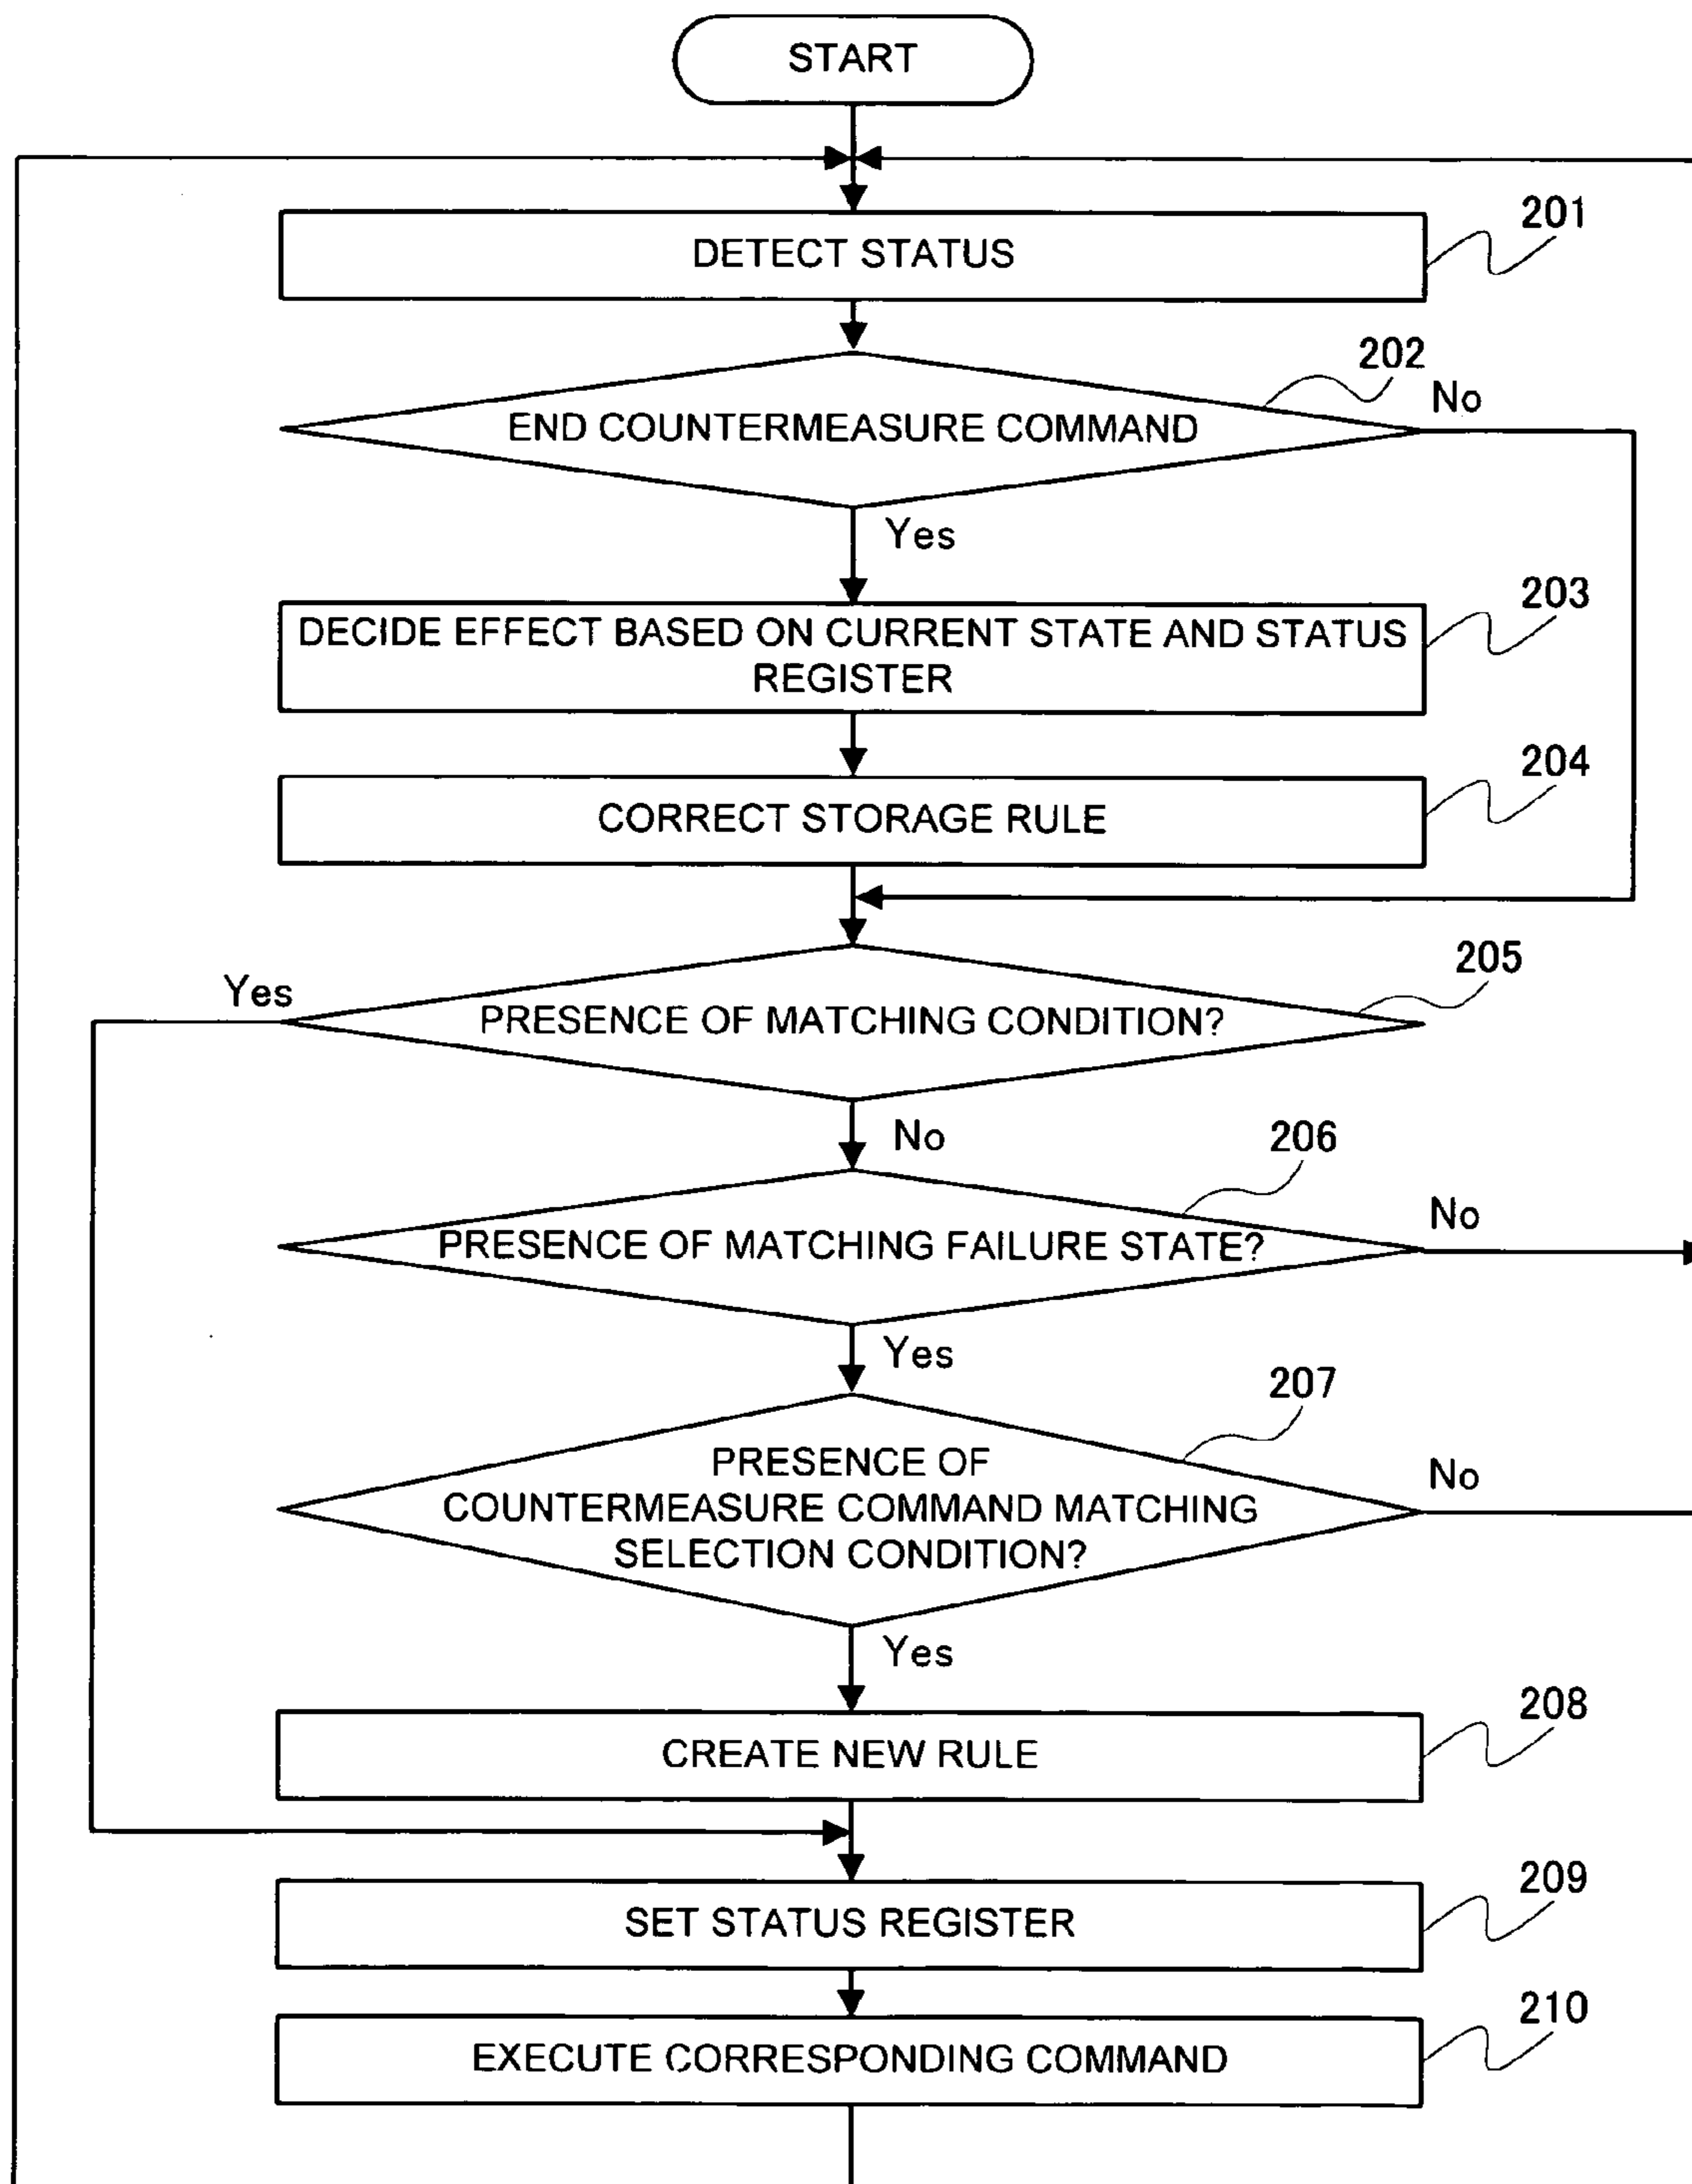 START
DETECT STATUS
201
202
No
END COUNTERMEASURE COMMAND
Yes
203
DECIDE EFFECT BASED ON CURRENT STATE AND STATUS
REGISTER
204
CORRECT STORAGE RULE
205
Yes
PRESENCE OF MATCHING CONDITION?
No
206
No
PRESENCE OF MATCHING FAILURE STATE?
Yes
207
PRESENCE OF
COUNTERMEASURE COMMAND MATCHING
SELECTION CONDITION?
No
Yes
208
CREATE NEW RULE
209
SET STATUS REGISTER
210
EXECUTE CORRESPONDING COMMAND